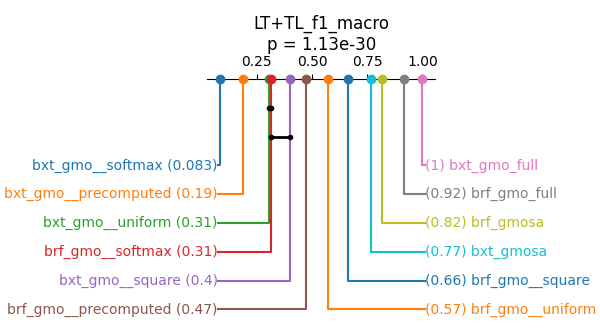 LT+TL_f1_macro
p = 1.13e-30
0.25 0.50 0.75 1.00
bxt_gmo__softmax (0.083) (1) bxt_gmo_full
bxt_gmo__precomputed (0.19) (0.92) brf_gmo_full
bxt_gmo__uniform (0.31) (0.82) brf_gmosa
brf_gmo__softmax (0.31) (0.77) bxt_gmosa
bxt_gmo__square (0.4) (0.66) brf_gmo__square
brf_gmo__precomputed (0.47) (0.57) brf_gmo__uniform